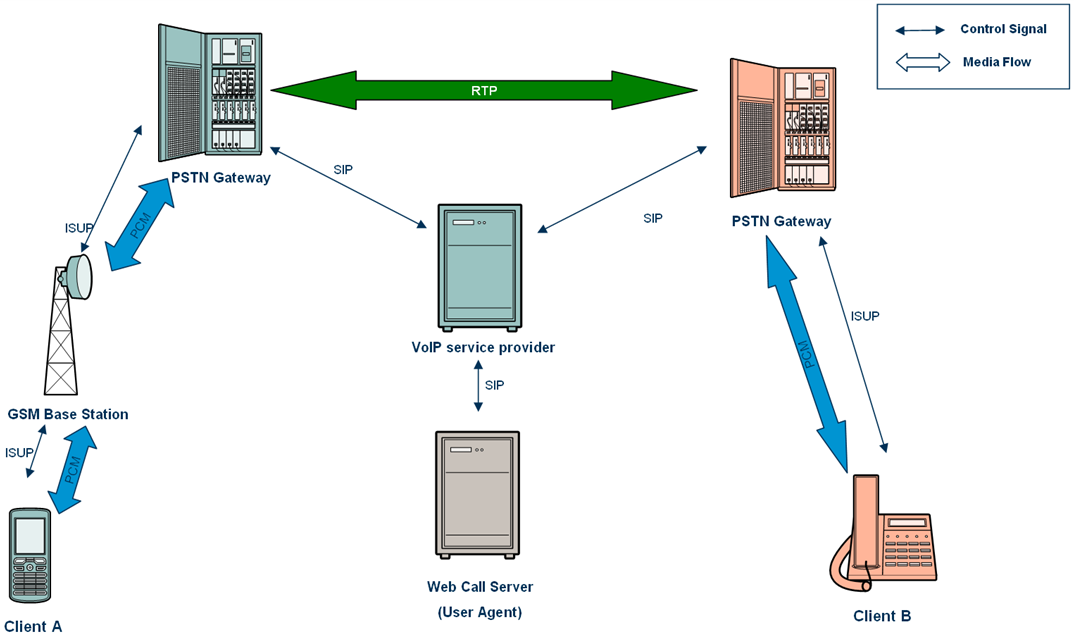 Control Signal
Media Flow
RTP
PSTN Gateway
SIP
SIP
PSTN Gateway
ISUP
PCM
VoIP service provider
SIP
ISUP
PCM
GSM Base Station
ISUP
PCM
Web Call Server
(User Agent)
Client A
Client B